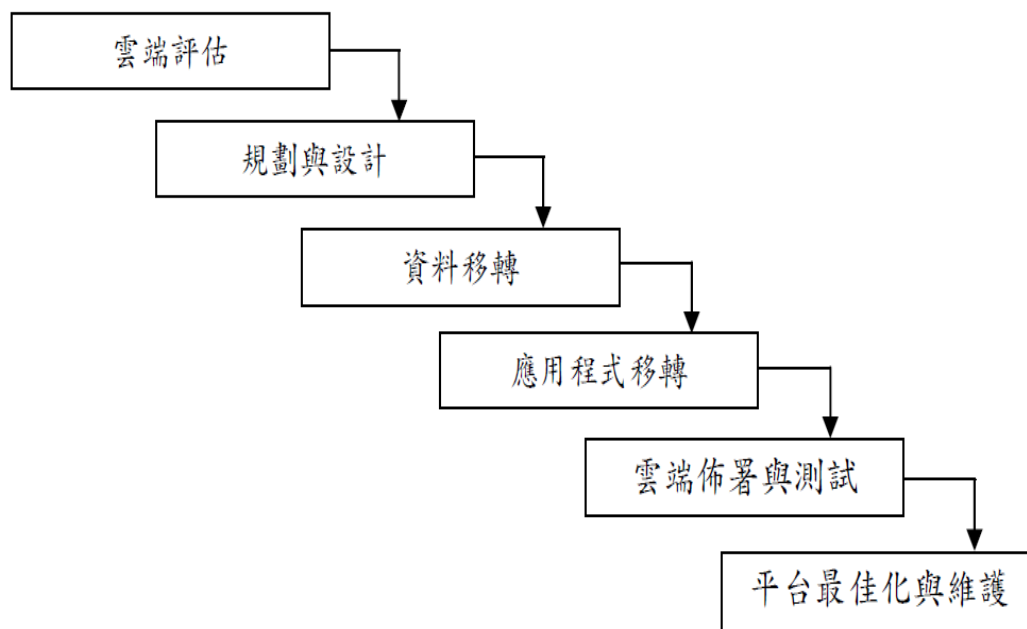 雲端評估
規劃與設計
資料移轉
應用程式移轉
雲端佈署與測試
平台最佳化與維護